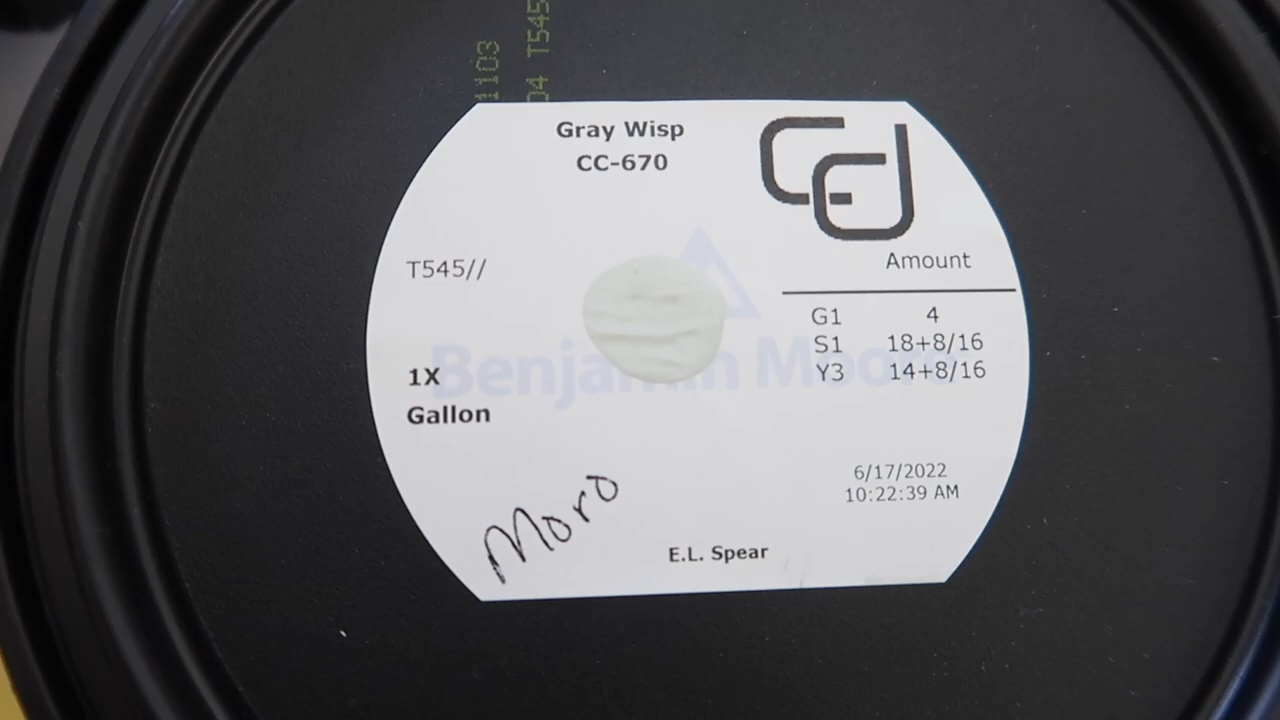 1103
04 T545
Gray Wisp
CC-670
T545//
Amount
G1 4
S1 18+8/16
Y3 14+8/16
Benjamin Moore
1X
Gallon
6/17/2022
10:22:39 AM
Moro
E.L. Spear